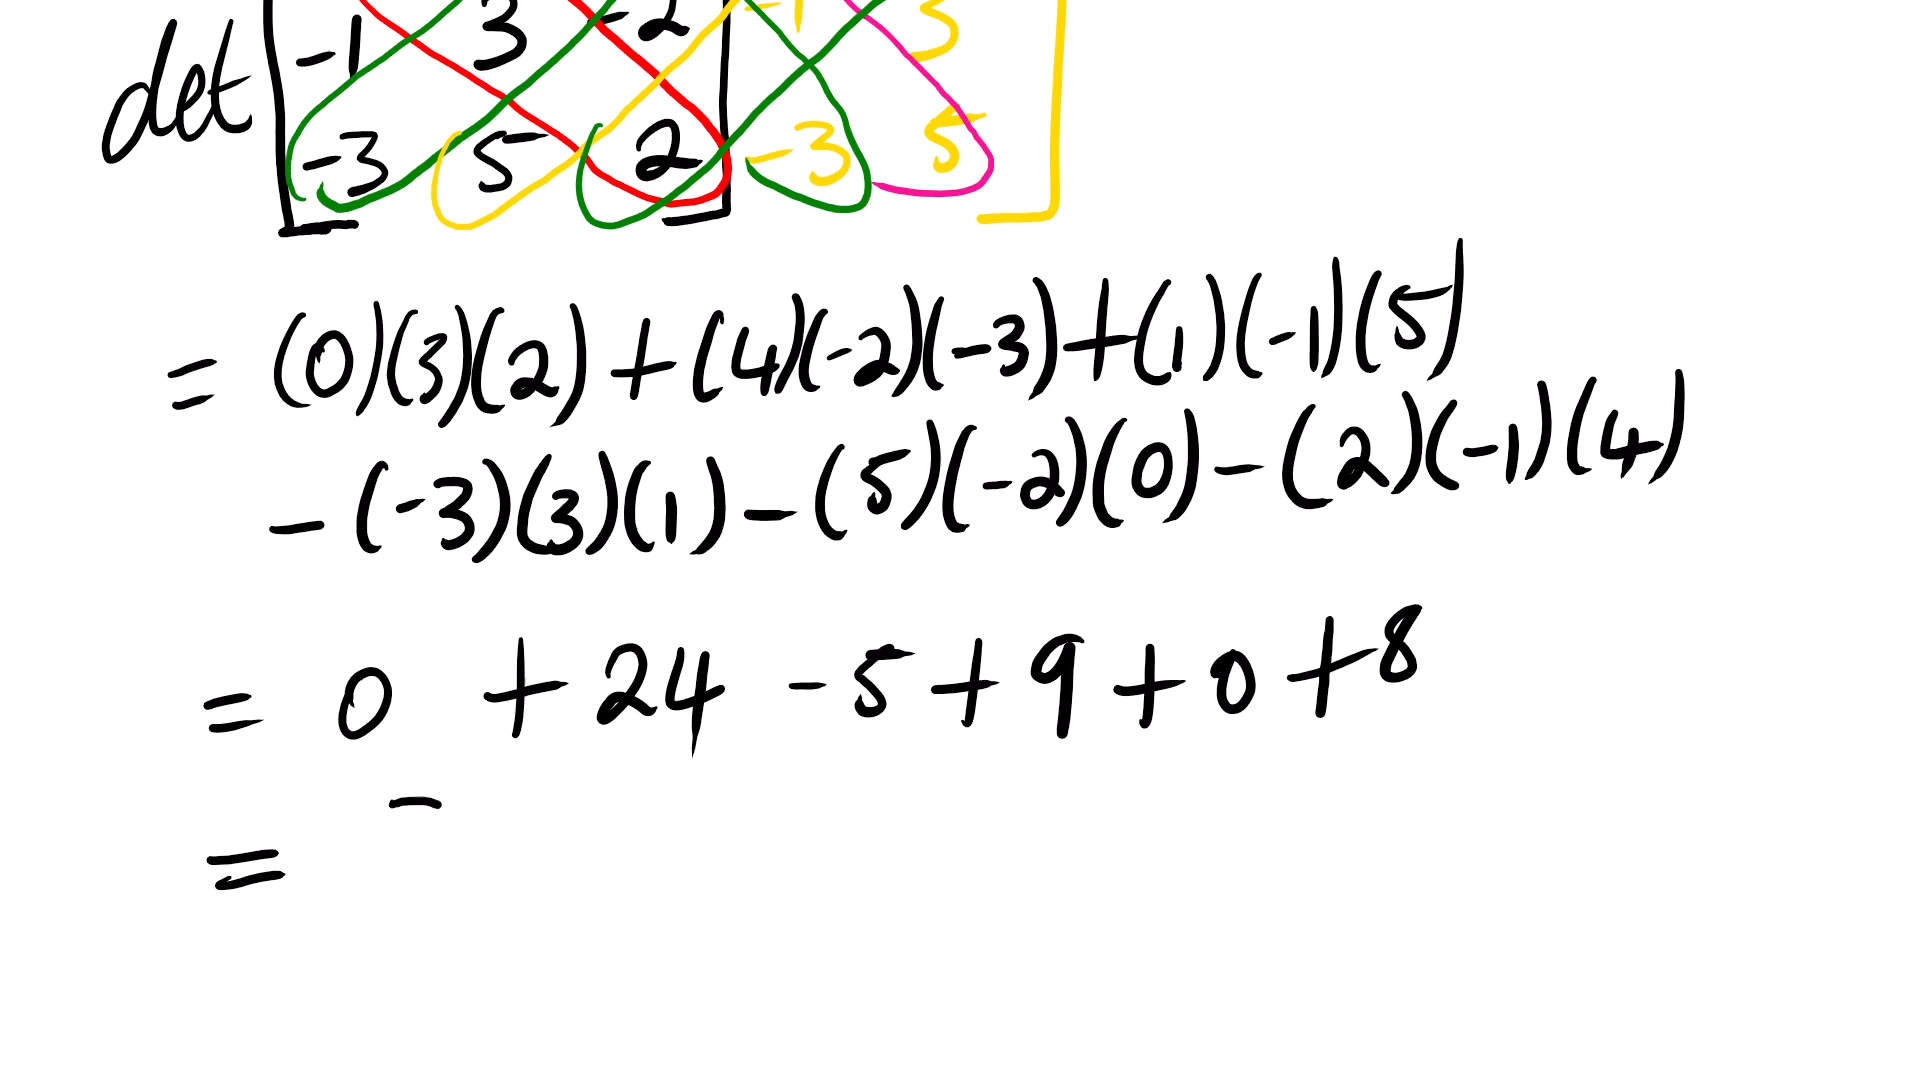 -1 3 -2 -1 3
det -3 5 2 -3 5
= (0)(3)(2) + (4)(-2)(-3) + (1)(-1)(5)
- (-3)(3)(1) - (5)(-2)(0) - (2)(-1)(4)
= 0 + 24 - 5 + 9 + 0 + 8
-
=